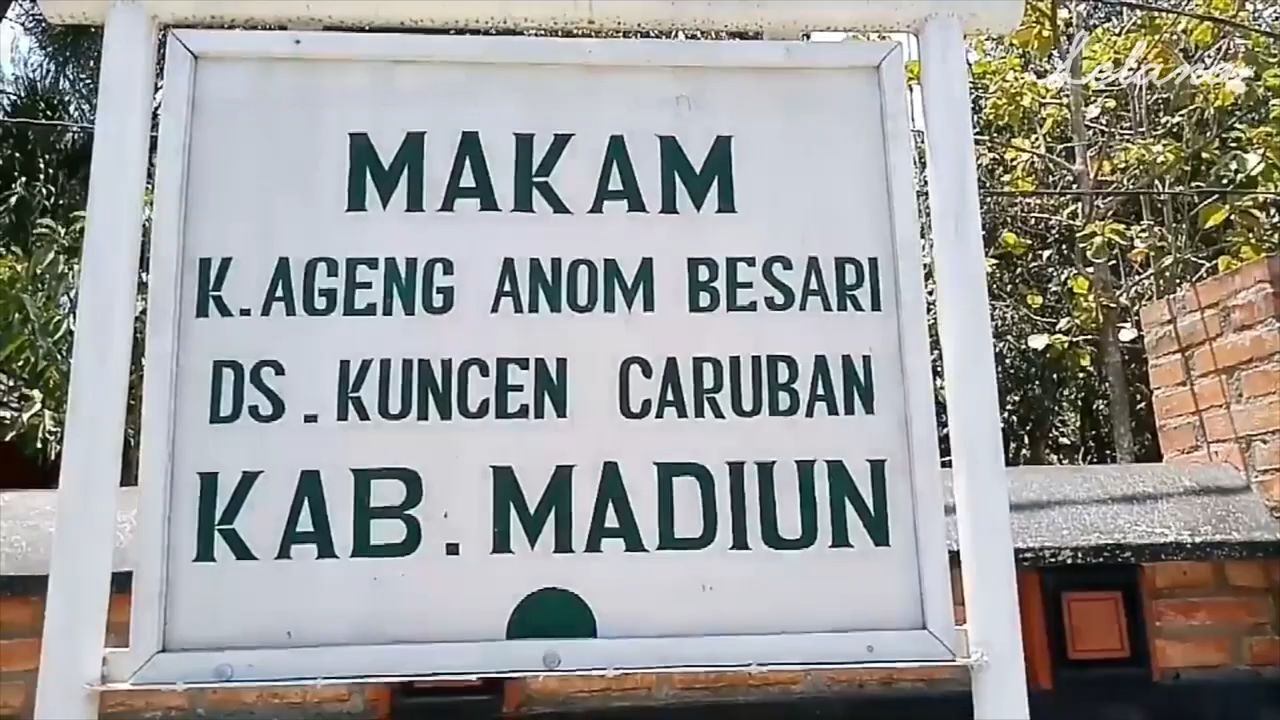 MAKAM
K. AGENG ANOM BESARI
DS. KUNCEN CARUBAN
KAB. MADIUN